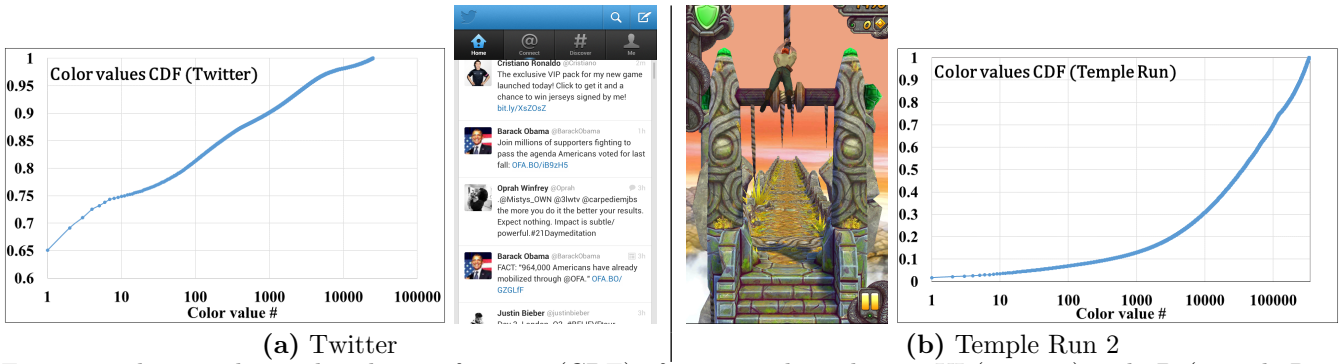 Color values CDF (Twitter)
1
0.95
0.9
0.85
0.8
0.75
0.7
0.65
0.6
1 10 100 1000 10000 100000
Color value #
Home
Connect
Discover
Me
Cristiano Ronaldo @Cristiano
The exclusive VIP pack for my new game
launched today! Click to get it and a
chance to win jerseys signed by me!
bit.ly/XsZOsZ
Barack Obama @BarackObama 1h
Join millions of supporters fighting to
pass the agenda Americans voted for last
fall: OFA.BO/iB9zH5
Oprah Winfrey @Oprah 3h
.@Mistys_OWN @3lwtv @carpediemjbs
the more you do it the better your results.
Expect nothing. Impact is subtle/
powerful.#21Daymeditation
Barack Obama @BarackObama 3h
FACT: "964,000 Americans have already
mobilized through @OFA." OFA.BO/
GZGLfF
Justin Bieber @justinbieber 3h
(a) Twitter
Color values CDF (Temple Run)
1
0.9
0.8
0.7
0.6
0.5
0.4
0.3
0.2
0.1
0
1 10 100 1000 10000 100000
Color value #
(b) Temple Run 2